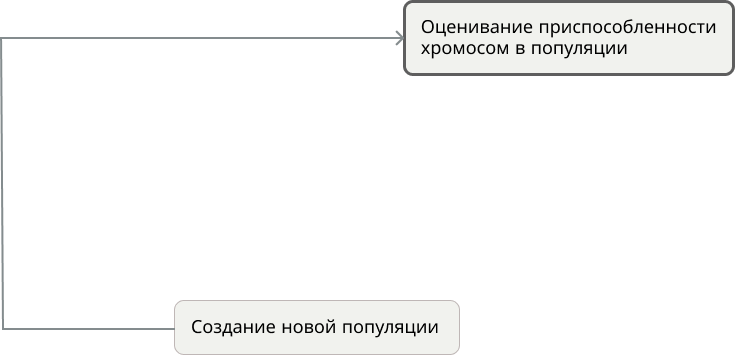 Оценивание приспособленности
хромосом в популяции
Создание новой популяции